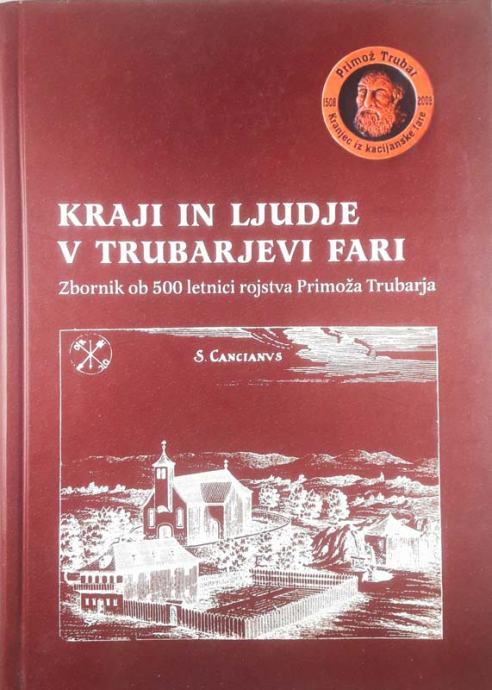 Primož Trubar
1508 2008
Kranjec iz kacijanske fare
KRAJI IN LJUDJE
V TRUBARJEVI FARI
Zbornik ob 500 letnici rojstva Primoža Trubarja
S. CANCIANVS